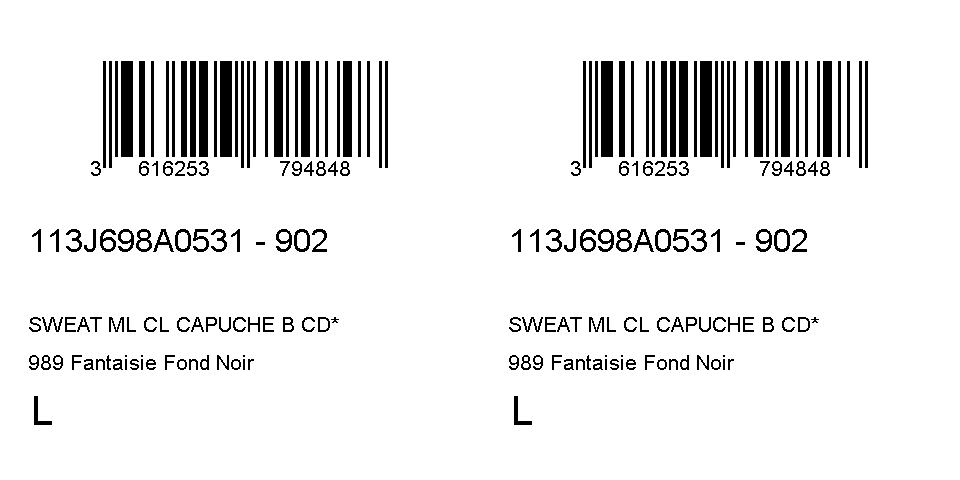 3 616253 794848
113J698A0531 - 902
SWEAT ML CL CAPUCHE B CD*
989 Fantaisie Fond Noir
L
3 616253 794848
113J698A0531 - 902
SWEAT ML CL CAPUCHE B CD*
989 Fantaisie Fond Noir
L